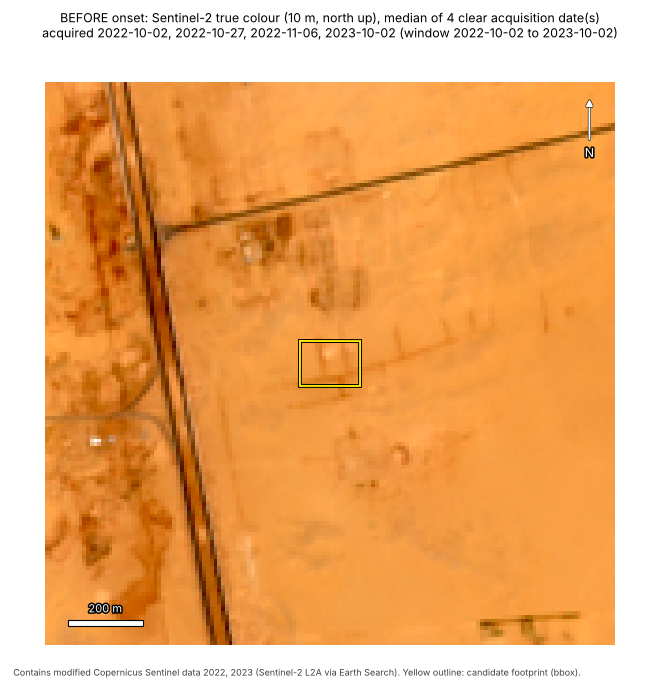 BEFORE onset: Sentinel-2 true colour (10 m, north up), median of 4 clear acquisition date(s)
acquired 2022-10-02, 2022-10-27, 2022-11-06, 2023-10-02 (window 2022-10-02 to 2023-10-02)
N
200 m
Contains modified Copernicus Sentinel data 2022, 2023 (Sentinel-2 L2A via Earth Search). Yellow outline: candidate footprint (bbox).